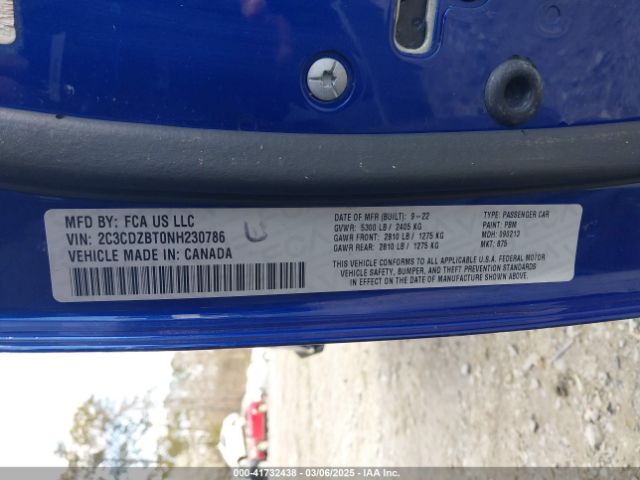 MFD BY: FCA US LLC
VIN: 2C3CDZBT0NH230786
VEHICLE MADE IN: CANADA
DATE OF MFR (BUILT): 9-22
GVWR: 5300 LB / 2405 KG
GAWR FRONT: 2810 LB / 1275 KG
GAWR REAR: 2810 LB / 1275 KG
TYPE: PASSENGER CAR
PAINT: PBM
MDH: 090212
MKT: 875
THIS VEHICLE CONFORMS TO ALL APPLICABLE U.S.A. FEDERAL MOTOR
VEHICLE SAFETY, BUMPER, AND THEFT PREVENTION STANDARDS
IN EFFECT ON THE DATE OF MANUFACTURE SHOWN ABOVE.
000-41732438 - 03/06/2025 - IAA Inc.